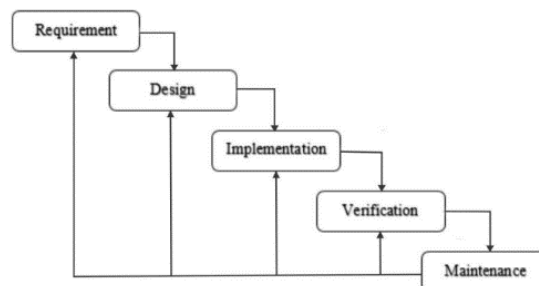 Requirement
Design
Implementation
Verification
Maintenance